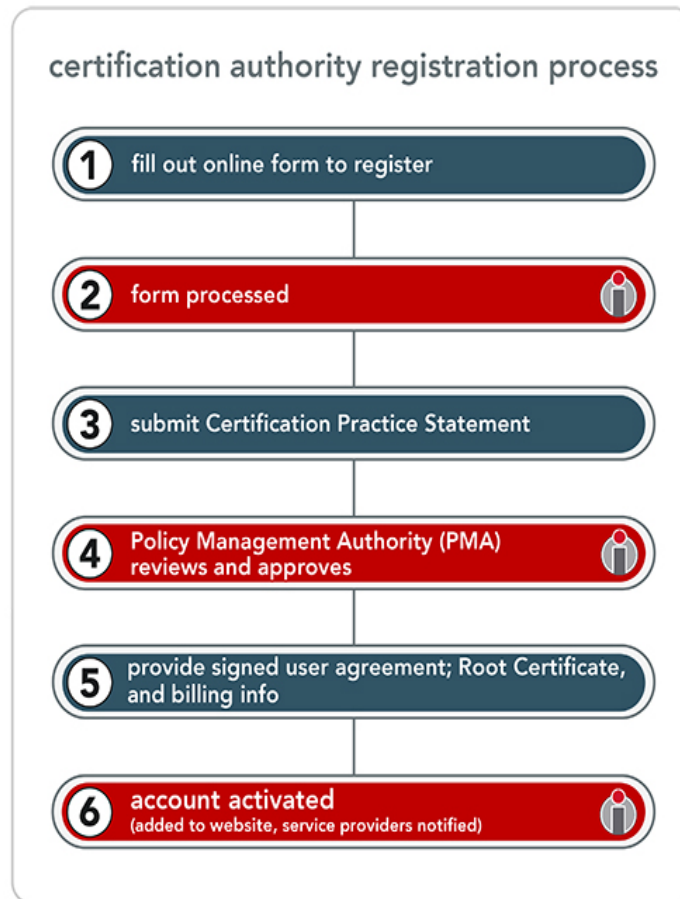 certification authority registration process
1 fill out online form to register
2 form processed
3 submit Certification Practice Statement
4 Policy Management Authority (PMA)
reviews and approves
5 provide signed user agreement; Root Certificate,
and billing info
6 account activated
(added to website, service providers notified)